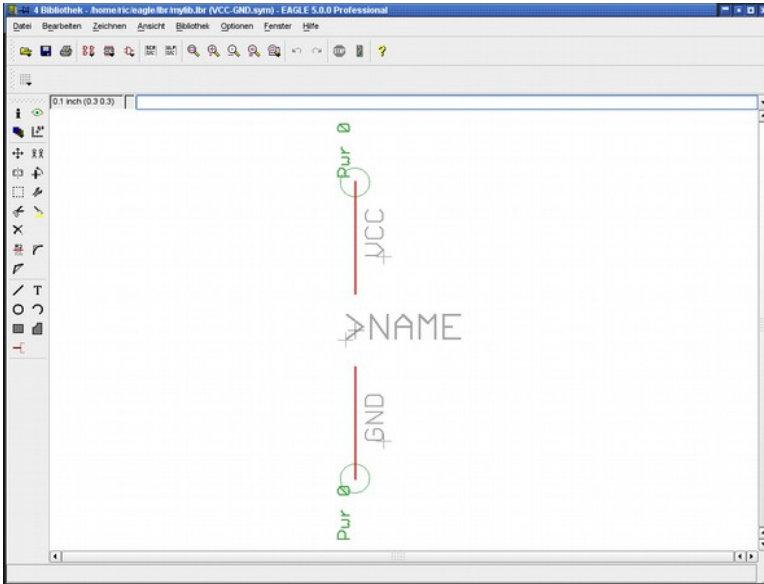 4 Bibliothek - /home/ric/eagle/lbr/mylib.lbr (VCC-GND.sym) - EAGLE 5.0.0 Professional
Datei Bearbeiten Zeichnen Ansicht Bibliothek Optionen Fenster Hilfe
0.1 inch (0.3 0.3)
Pwr 0
VCC
>NAME
GND
Pwr 0